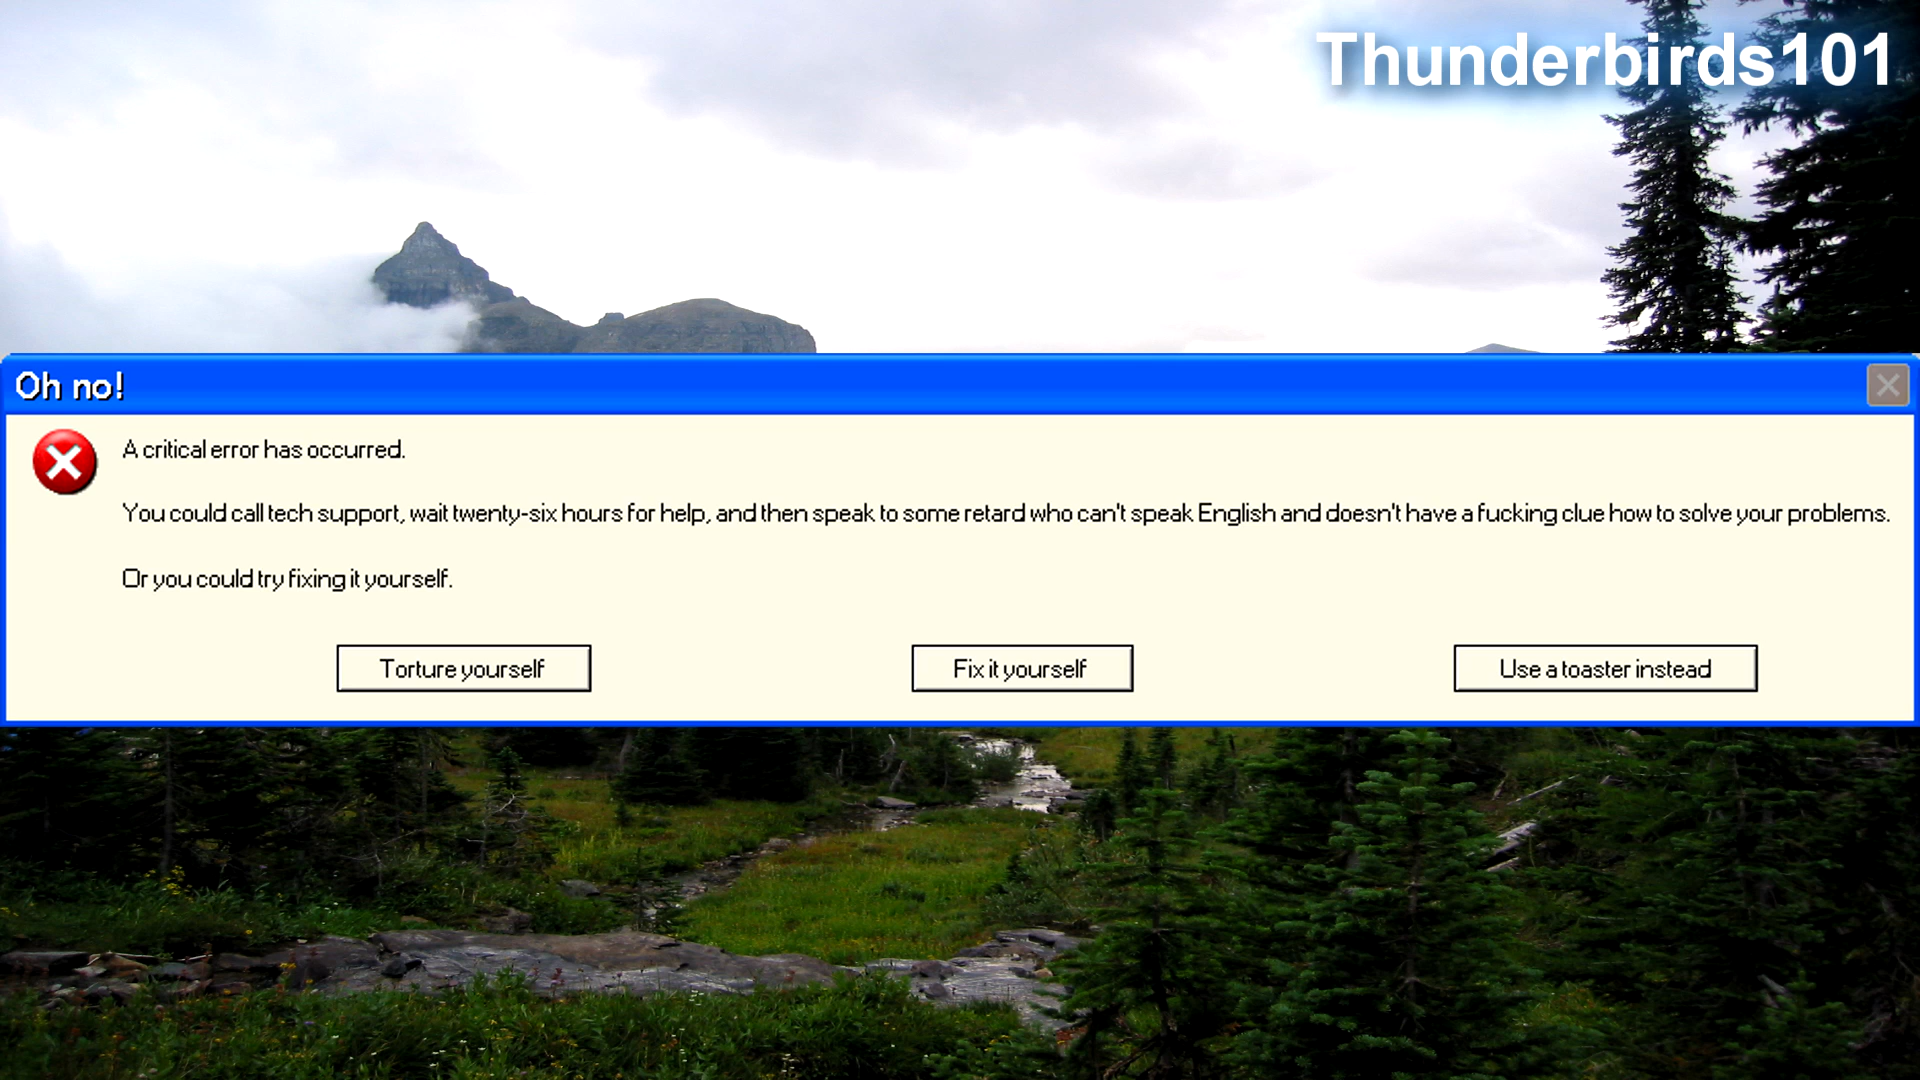 Thunderbirds101
Oh no!
A critical error has occurred.
You could call tech support, wait twenty-six hours for help, and then speak to some retard who can't speak English and doesn't have a fucking clue how to solve your problems.
Or you could try fixing it yourself.
Torture yourself
Fix it yourself
Use a toaster instead